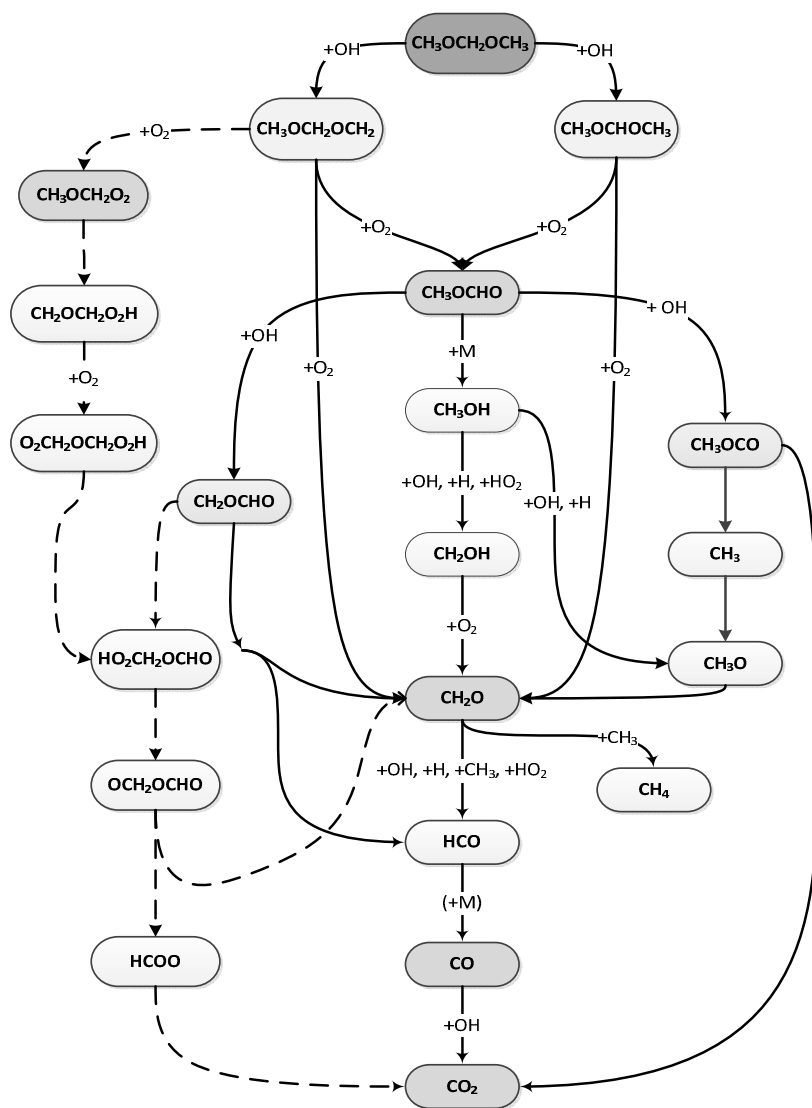 CH₃OCH₂OCH₃
+OH
+OH
CH₃OCH₂OCH₂
CH₃OCHOCH₃
+O₂
CH₃OCH₂O₂
+O₂
+O₂
CH₂OCH₂O₂H
CH₃OCHO
+OH
+M
+ OH
+O₂
+O₂
+O₂
CH₃OH
O₂CH₂OCH₂O₂H
CH₃OCO
+OH, +H, +HO₂
+OH, +H
CH₂OCHO
CH₂OH
CH₃
+O₂
HO₂CH₂OCHO
CH₃O
CH₂O
+CH₃
+OH, +H, +CH₃, +HO₂
OCH₂OCHO
CH₄
HCO
(+M)
HCOO
CO
+OH
CO₂